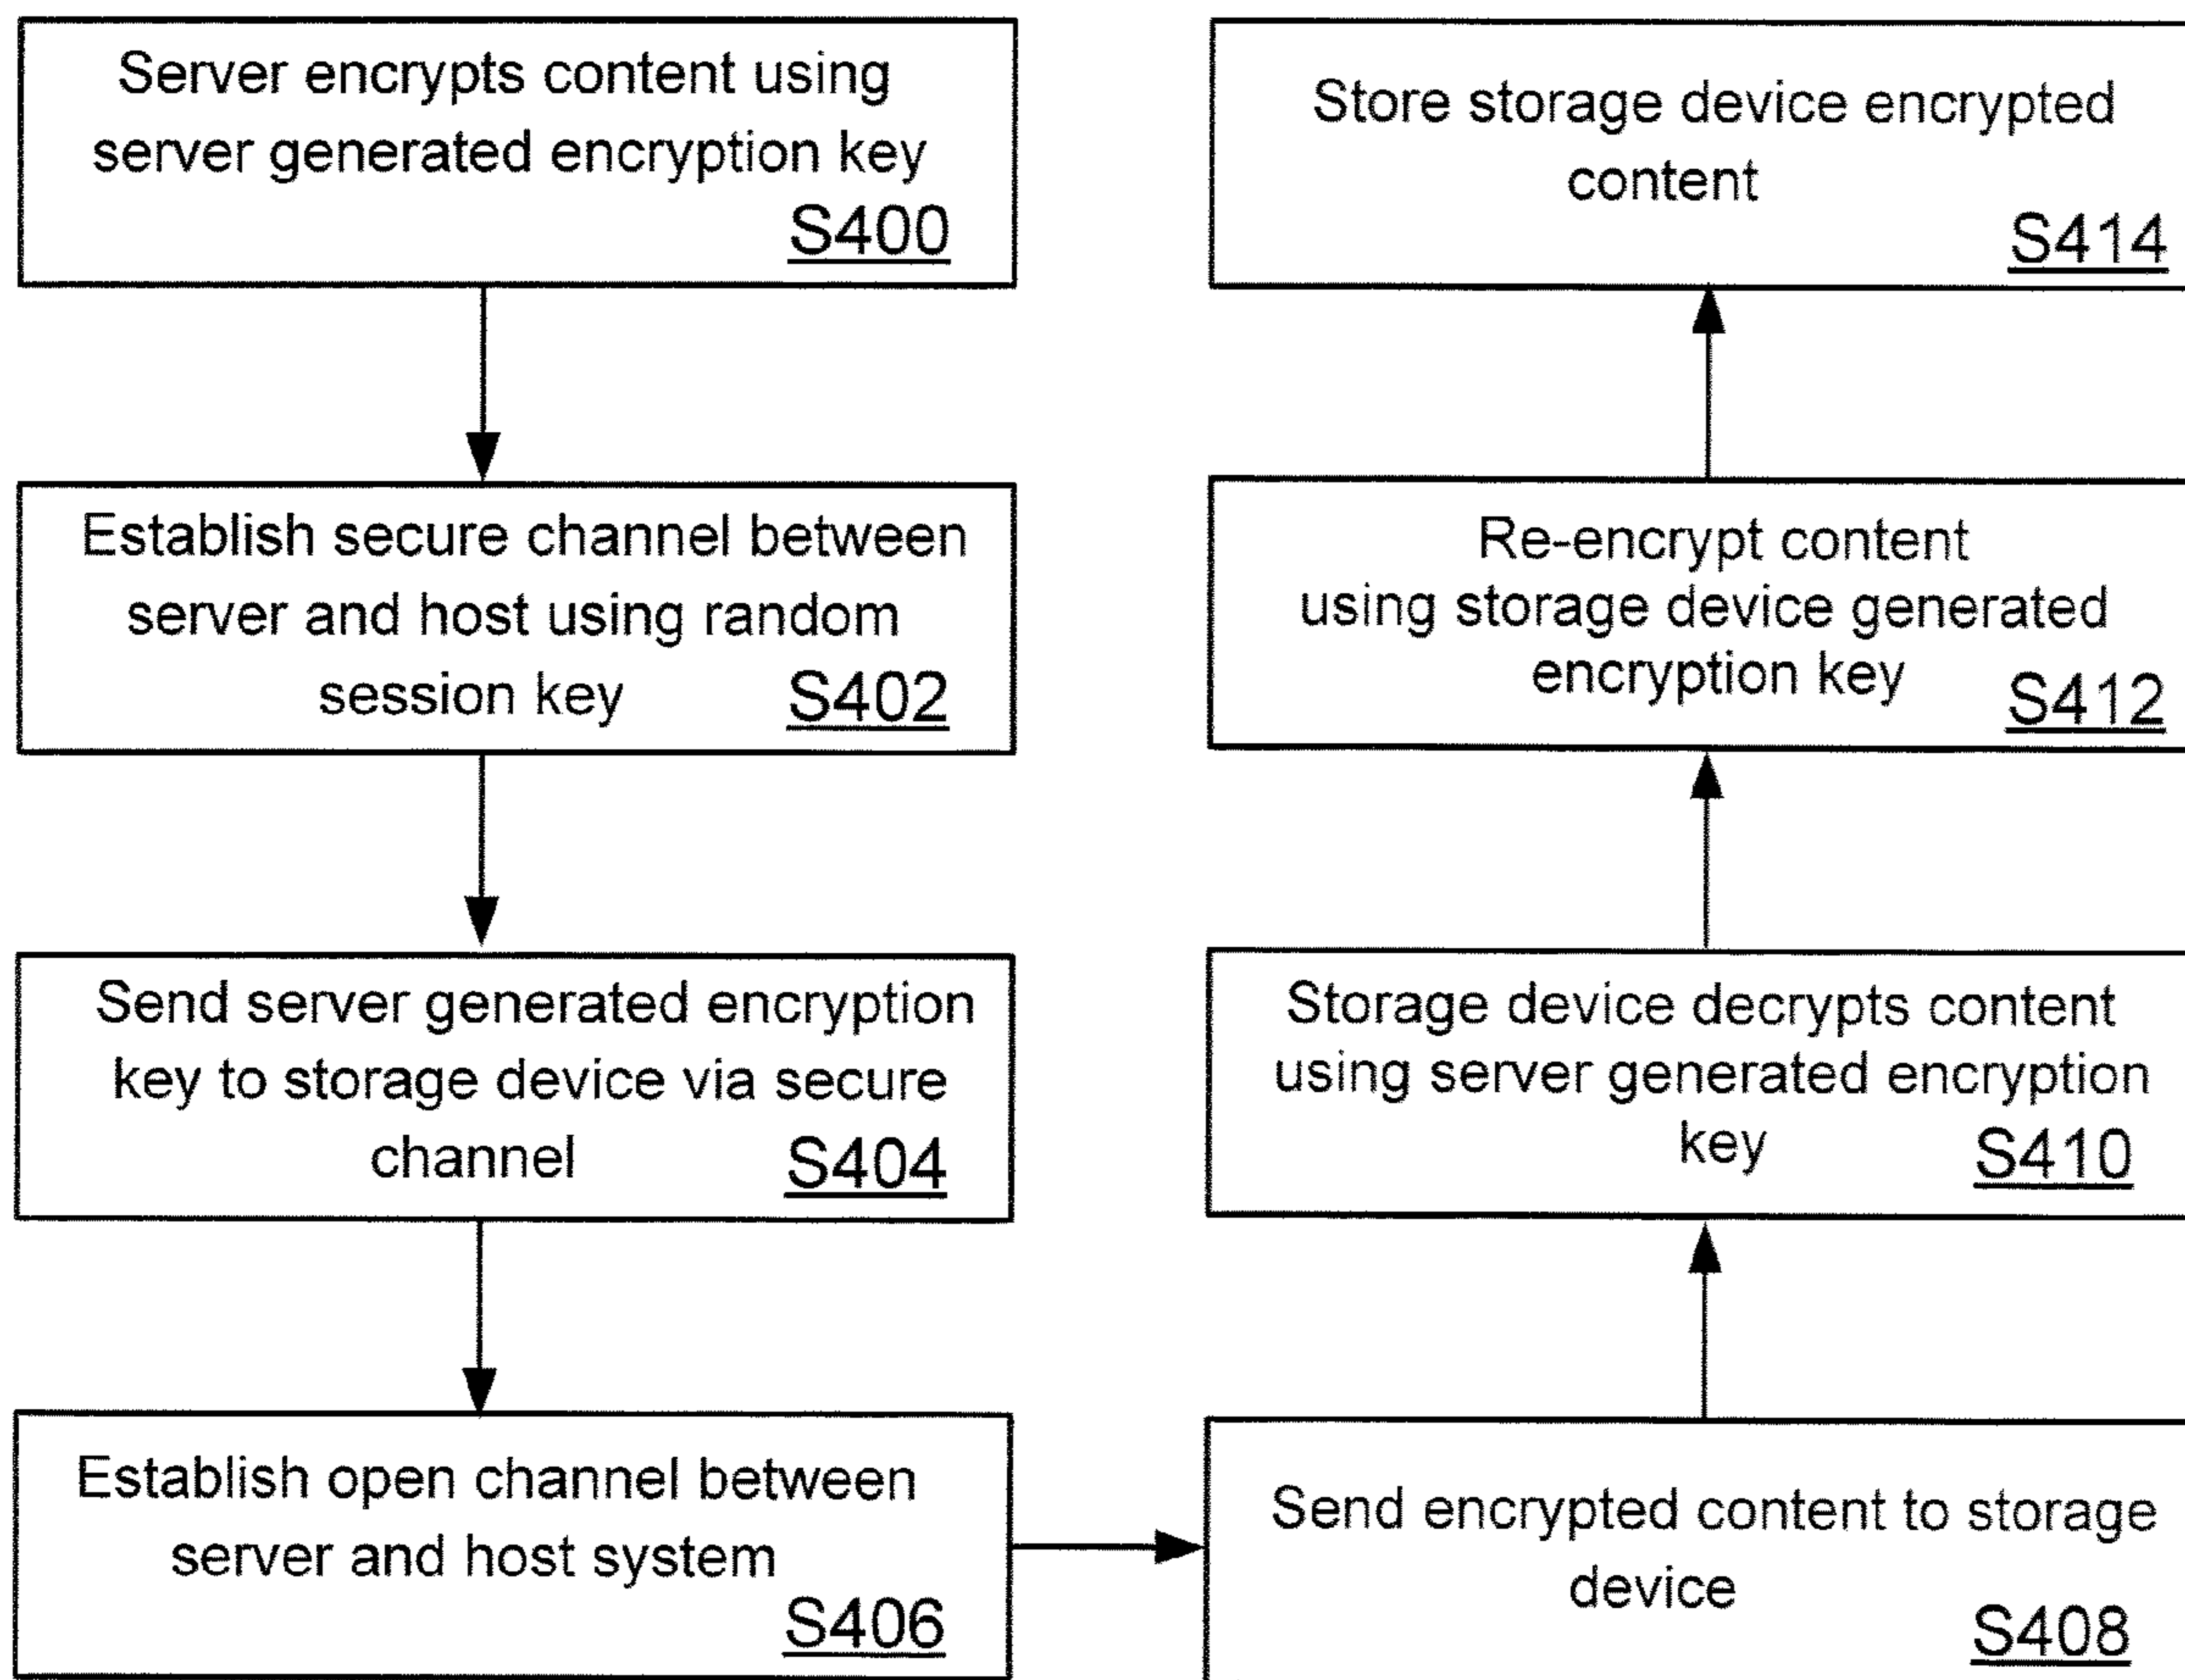 Server encrypts content using
server generated encryption key
S400
Establish secure channel between
server and host using random
session key S402
Send server generated encryption
key to storage device via secure
channel S404
Establish open channel between
server and host system
S406
Send encrypted content to storage
device
S408
Storage device decrypts content
using server generated encryption
key S410
Re-encrypt content
using storage device generated
encryption key S412
Store storage device encrypted
content
S414